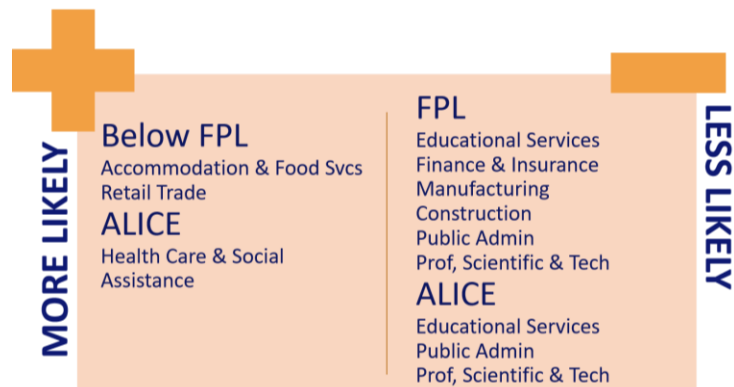 MORE LIKELY
Below FPL
Accommodation & Food Svcs
Retail Trade
ALICE
Health Care & Social
Assistance
FPL
Educational Services
Finance & Insurance
Manufacturing
Construction
Public Admin
Prof, Scientific & Tech
ALICE
Educational Services
Public Admin
Prof, Scientific & Tech
LESS LIKELY